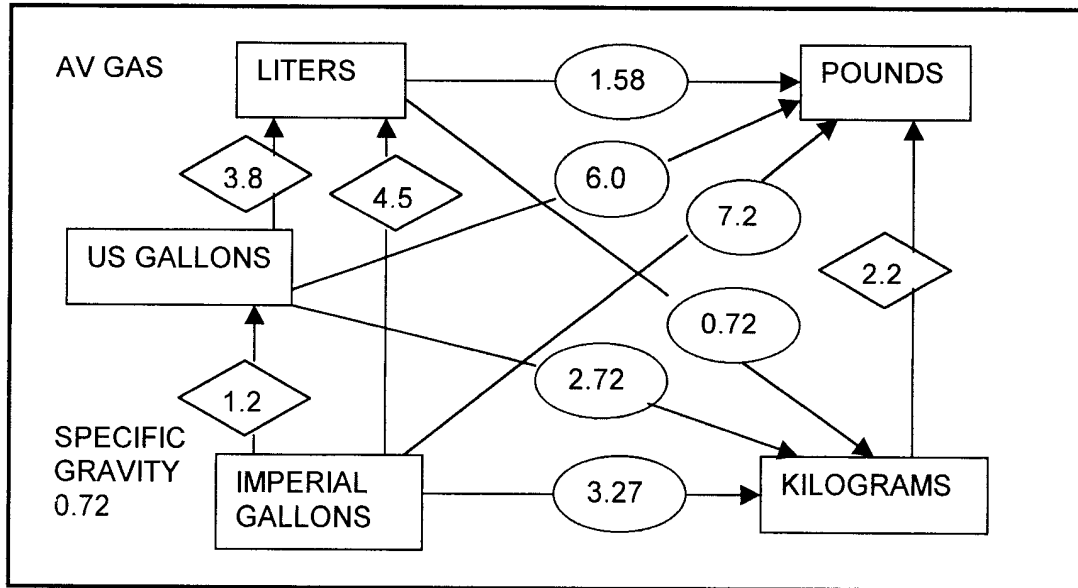 AV GAS
LITERS
POUNDS
1.58
3.8
4.5
6.0
7.2
US GALLONS
2.2
0.72
2.72
1.2
SPECIFIC
GRAVITY
0.72
IMPERIAL
GALLONS
3.27
KILOGRAMS